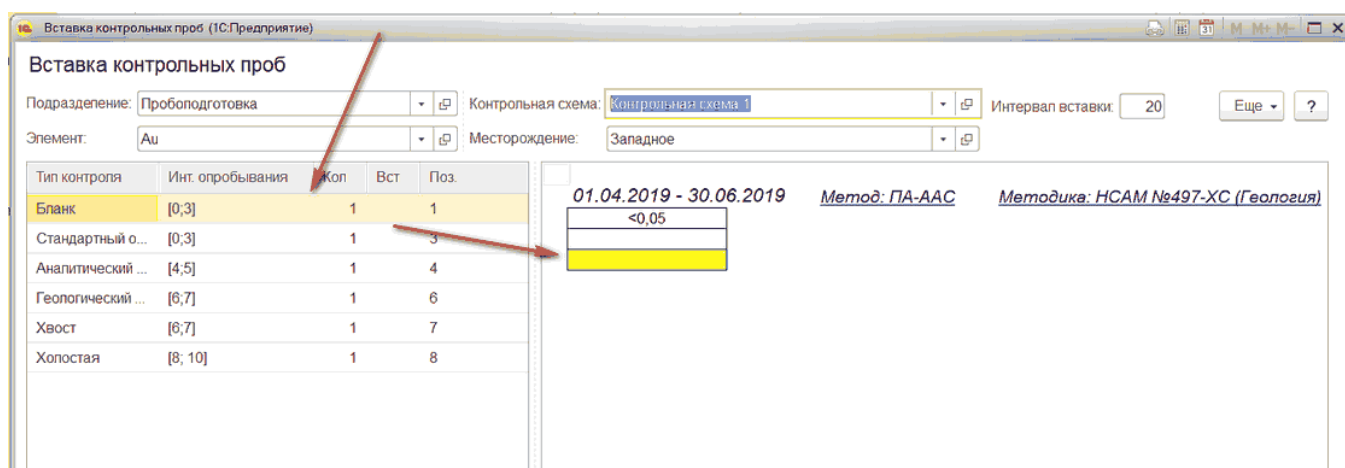 1С Вставка контрольных проб (1С:Предприятие) 31 M M+ M-
Вставка контрольных проб
Подразделение: Пробоподготовка Контрольная схема: Контрольная схема 1 Интервал вставки: 20 Еще ?
Элемент: Au Месторождение: Западное
Тип контроля Инт. опробывания Кол Вст Поз.
Бланк [0;3] 1 1
Стандартный о... [0;3] 1 3
Аналитический ... [4;5] 1 4
Геологический ... [6;7] 1 6
Хвост [6;7] 1 7
Холостая [8; 10] 1 8
01.04.2019 - 30.06.2019 Метод: ПА-ААС Методика: НСАМ №497-ХС (Геология)
<0,05